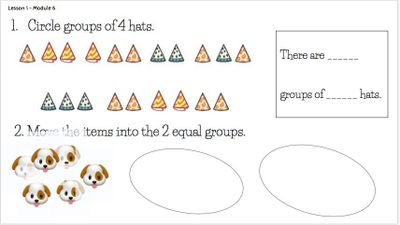 Lesson 1 – Module 6
1. Circle groups of 4 hats.
There are ______
groups of ______ hats.
2. Move the items into the 2 equal groups.